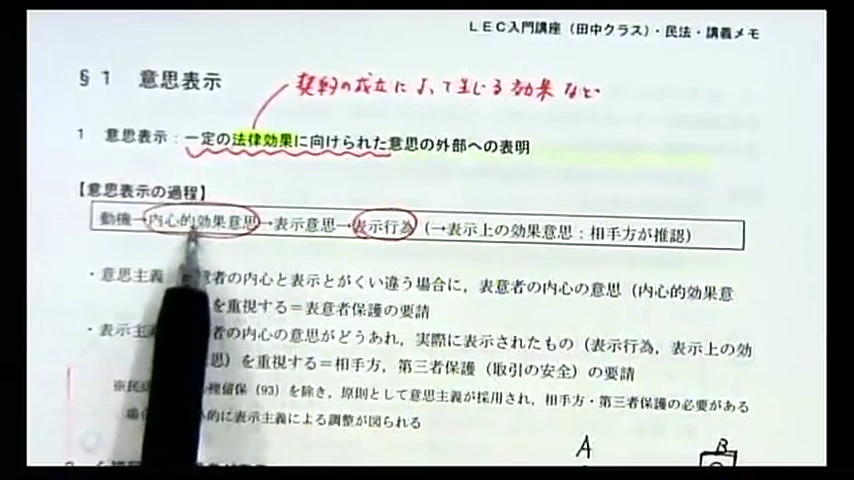 LEC入門講座（田中クラス）・民法・講義メモ
§1 意思表示
契約の成立によって生じる効果など
1 意思表示：一定の法律効果に向けられた意思の外部への表明
【意思表示の過程】
動機→内心的効果意思→表示意思→表示行為（→表示上の効果意思：相手方が推認）
・意思主義 意者の内心と表示とがくい違う場合に，表意者の内心の意思（内心的効果意
を重視する＝表意者保護の要請
・表示主 者の内心の意思がどうあれ，実際に表示されたもの（表示行為，表示上の効
思）を重視する＝相手方，第三者保護（取引の安全）の要請
※民 裡留保（93）を除き，原則として意思主義が採用され，相手方・第三者保護の必要がある
場 的に表示主義による調整が図られる
A B